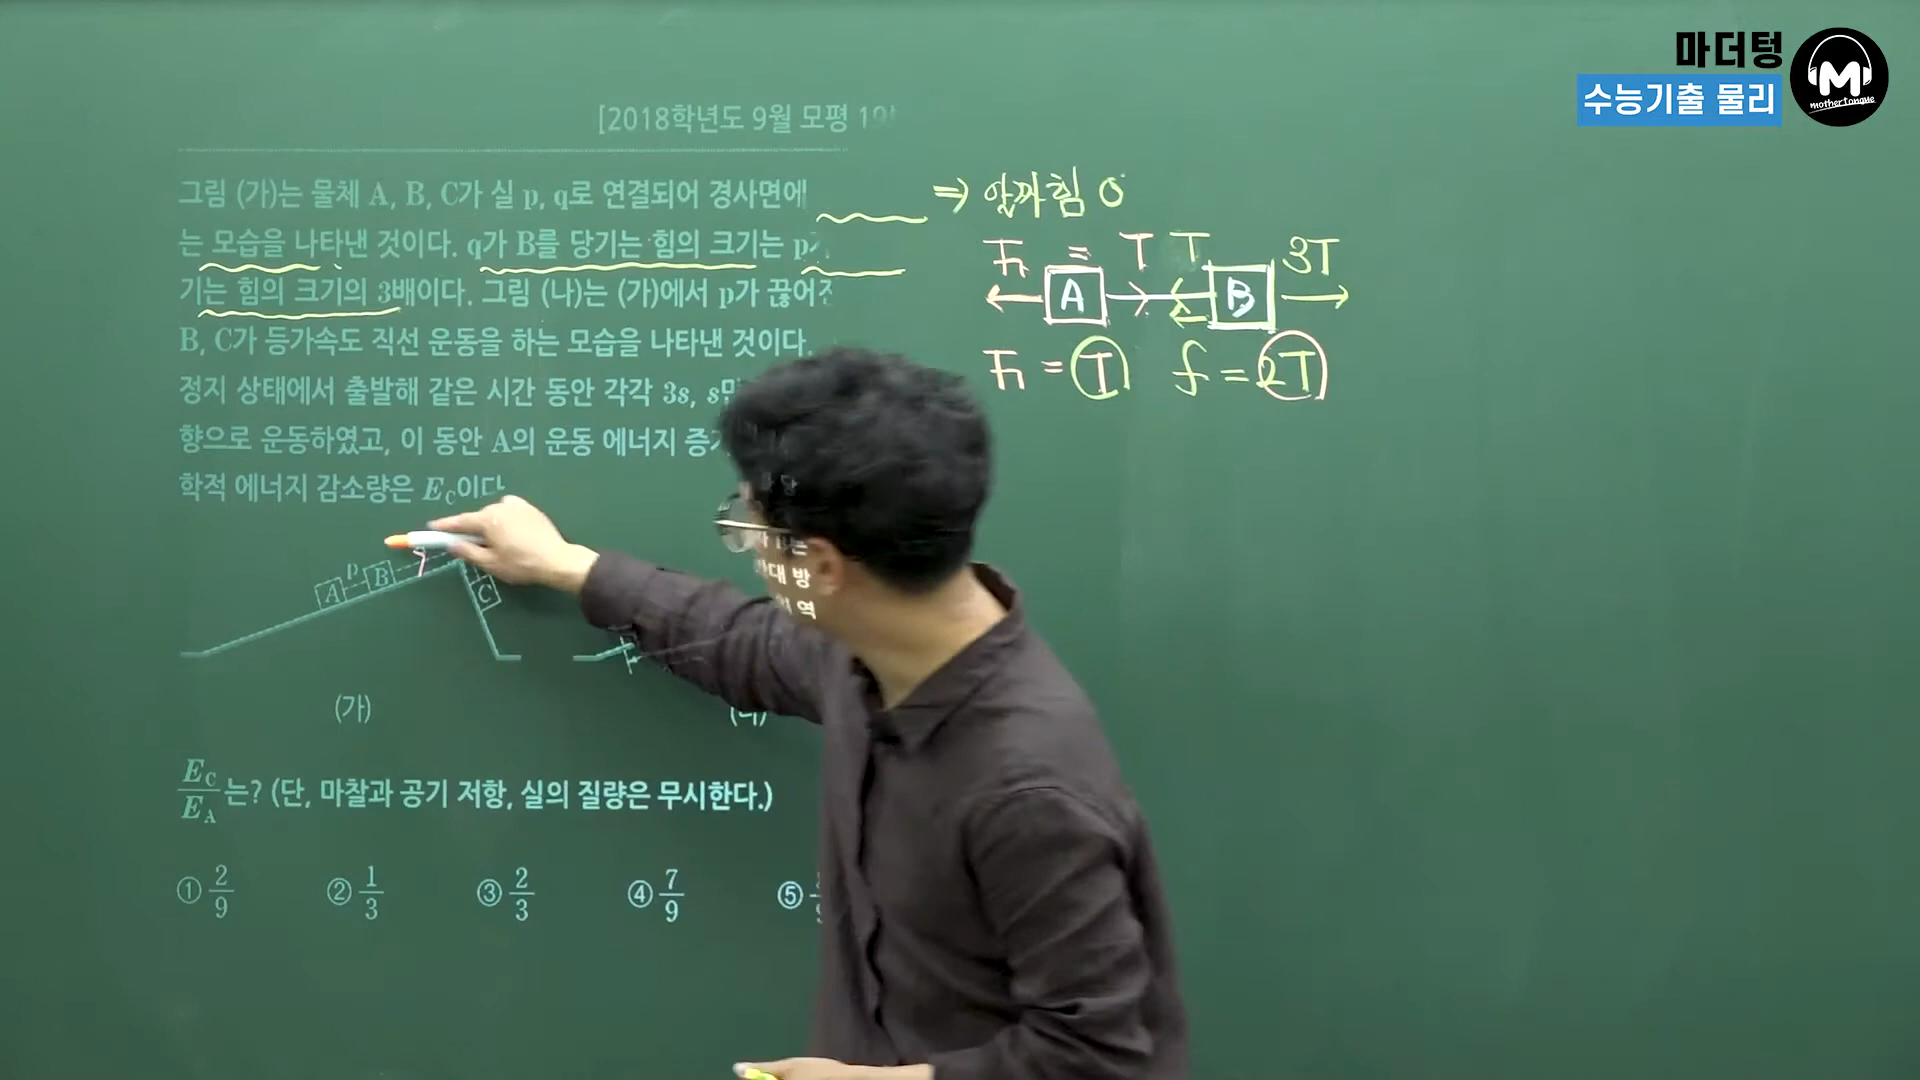 마더텅
수능기출 물리
mothertongue
[2018학년도 9월 모평 19
그림 (가)는 물체 A, B, C가 실 p, q로 연결되어 경사면에
는 모습을 나타낸 것이다. q가 B를 당기는 힘의 크기는 p
기는 힘의 크기의 3배이다. 그림 (나)는 (가)에서 p가 끊어
B, C가 등가속도 직선 운동을 하는 모습을 나타낸 것이다.
정지 상태에서 출발해 같은 시간 동안 각각 3s, s
향으로 운동하였고, 이 동안 A의 운동 에너지 증
학적 에너지 감소량은 E_C이다
⇒ 알짜힘 0
= T T 3T
A B
= T f = 2T
대 방
역
p
A B C
(가)
(나)
E_C/E_A 는? (단, 마찰과 공기 저항, 실의 질량은 무시한다.)
① 2/9 ② 1/3 ③ 2/3 ④ 7/9 ⑤